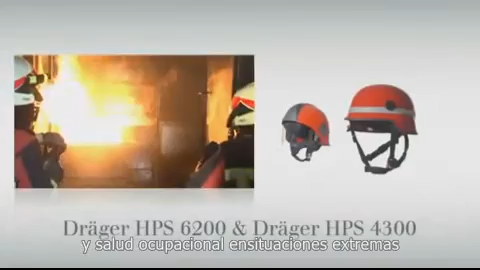 Dräger HPS 6200 & Dräger HPS 4300
y salud ocupacional ensituaciones extremas